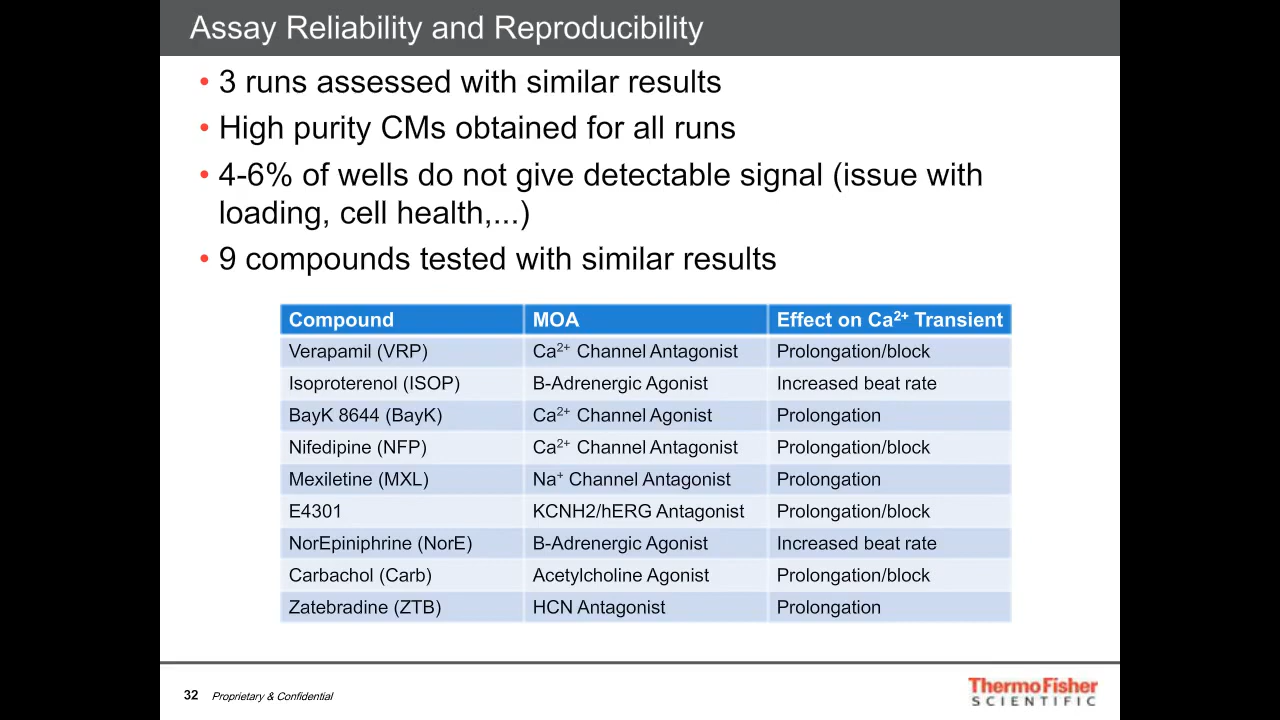 Assay Reliability and Reproducibility
• 3 runs assessed with similar results
• High purity CMs obtained for all runs
• 4-6% of wells do not give detectable signal (issue with
loading, cell health,...)
• 9 compounds tested with similar results
Compound MOA Effect on Ca²⁺ Transient
Verapamil (VRP) Ca²⁺ Channel Antagonist Prolongation/block
Isoproterenol (ISOP) B-Adrenergic Agonist Increased beat rate
BayK 8644 (BayK) Ca²⁺ Channel Agonist Prolongation
Nifedipine (NFP) Ca²⁺ Channel Antagonist Prolongation/block
Mexiletine (MXL) Na⁺ Channel Antagonist Prolongation
E4301 KCNH2/hERG Antagonist Prolongation/block
NorEpiniphrine (NorE) B-Adrenergic Agonist Increased beat rate
Carbachol (Carb) Acetylcholine Agonist Prolongation/block
Zatebradine (ZTB) HCN Antagonist Prolongation
32 Proprietary & Confidential
ThermoFisher
SCIENTIFIC